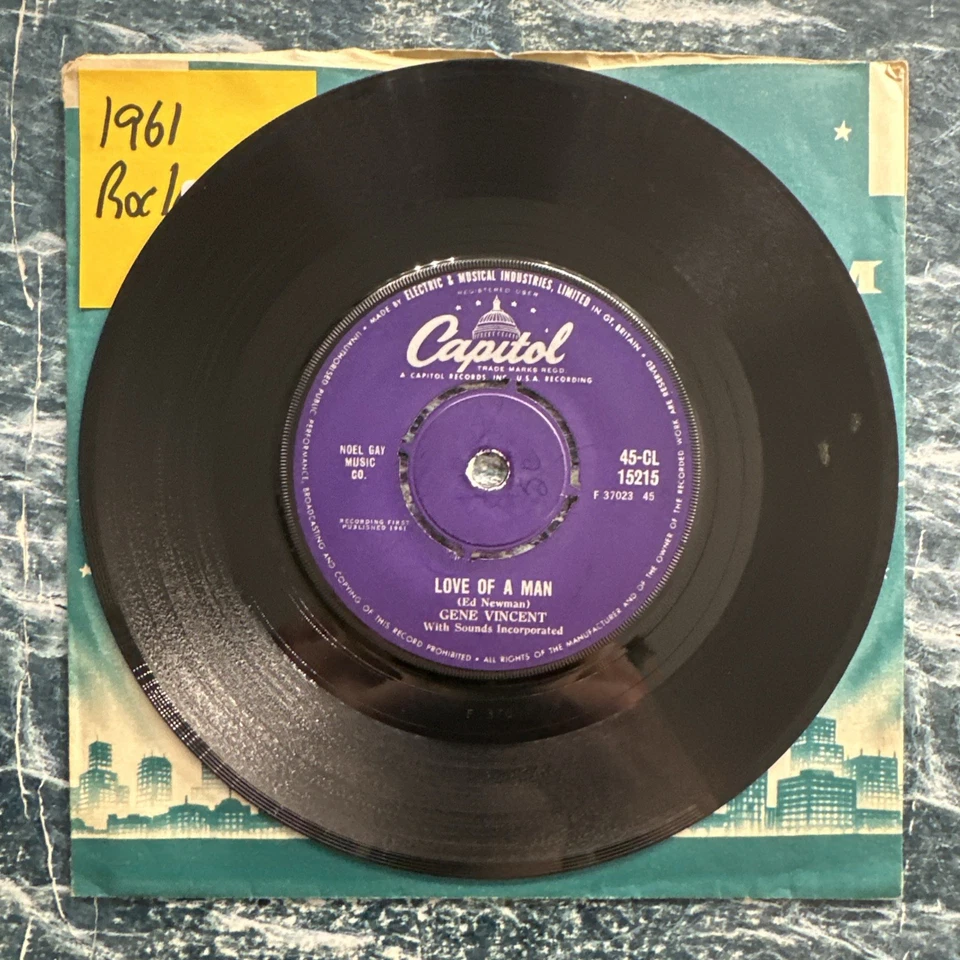 1961
Rock
M
MADE BY ELECTRIC & MUSICAL INDUSTRIES, LIMITED IN GT. BRITAIN • ARE RESERVED
REGISTERED USER
Capitol
TRADE MARKS REGD
A CAPITOL RECORDS, INC., U.S.A. RECORDING
NOEL GAY
MUSIC
CO.
45-CL
15215
F 37023 45
RECORDING FIRST
PUBLISHED 1961
LOVE OF A MAN
(Ed Newman)
GENE VINCENT
With Sounds Incorporated
UNAUTHORISED PUBLIC PERFORMANCE, BROADCASTING AND COPYING OF THIS RECORD PROHIBITED • ALL RIGHTS OF THE MANUFACTURER AND OF THE OWNER OF THE RECORDED WORK
F 370